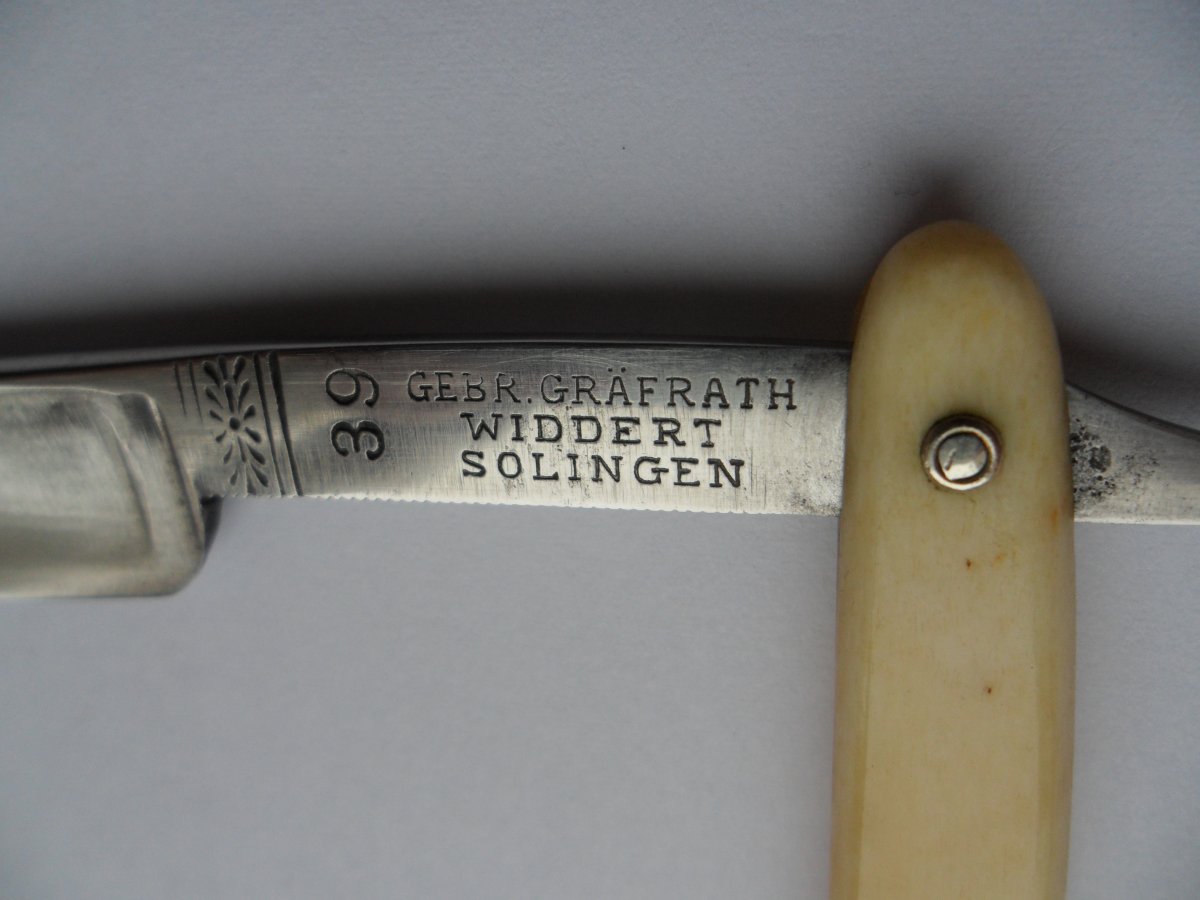 39
GEBR. GRÄFRATH
WIDDERT
SOLINGEN